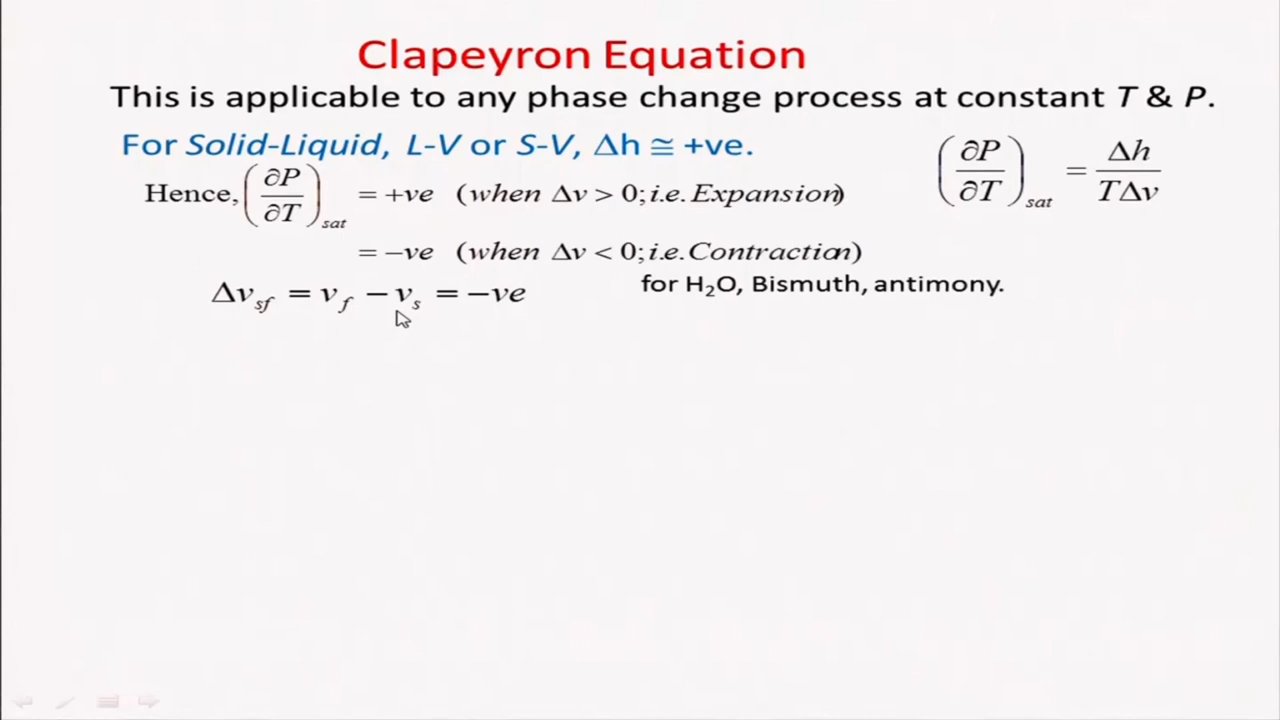 Clapeyron Equation
This is applicable to any phase change process at constant T & P.
For Solid-Liquid, L-V or S-V, Δh ≅ +ve.
(∂P/∂T)sat = Δh/TΔv
Hence, (∂P/∂T)sat = +ve (when Δv > 0; i.e. Expansion)
= −ve (when Δv < 0; i.e. Contraction)
for H₂O, Bismuth, antimony.
Δvsf = vf − vs = −ve